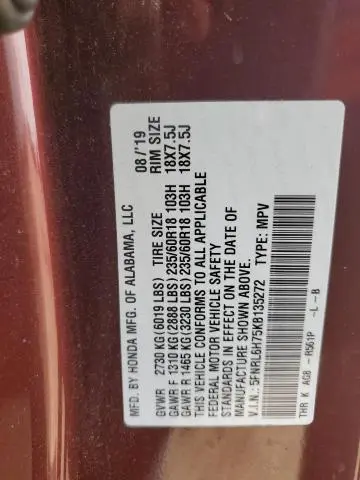 MFD. BY HONDA MFG. OF ALABAMA, LLC 08/'19
GVWR 2730 KG (6019 LBS) TIRE SIZE RIM SIZE
GAWR F 1310 KG (2888 LBS) 235/60R18 103H 18X7.5J
GAWR R 1465 KG (3230 LBS) 235/60R18 103H 18X7.5J
THIS VEHICLE CONFORMS TO ALL APPLICABLE
FEDERAL MOTOR VEHICLE SAFETY
STANDARDS IN EFFECT ON THE DATE OF
MANUFACTURE SHOWN ABOVE.
V.I.N.: 5FNRL6H75KB135272 TYPE: MPV
THR K AG8 -R561P -L -B